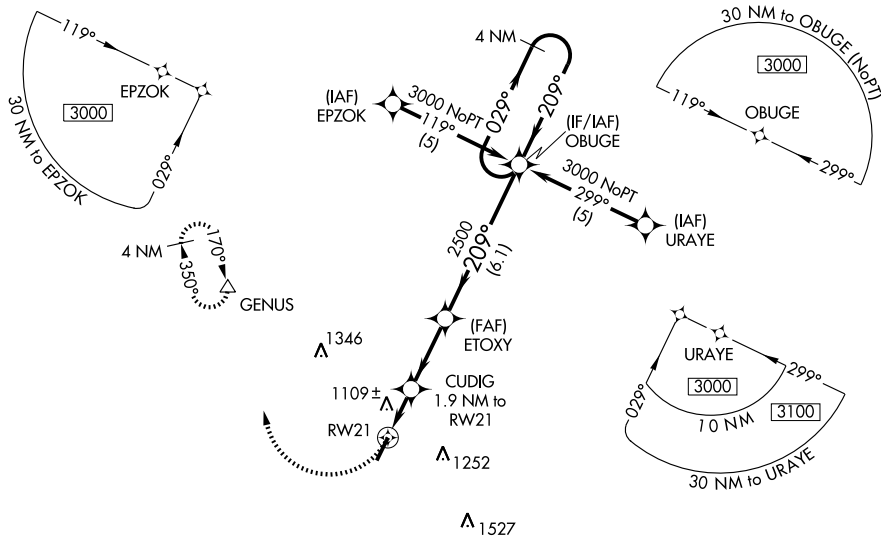 119°
EPZOK
3000
029°
30 NM to EPZOK
4 NM
170°
350°
GENUS
4 NM
029°
209°
(IAF)
EPZOK
3000 NoPT
119°
(5)
(IF/IAF)
OBUGE
3000 NoPT
299°
(5)
(IAF)
URAYE
2500
209°
(6.1)
(FAF)
ETOXY
1346
CUDIG
1.9 NM to
RW21
1109 ±
RW21
1252
1527
30 NM to OBUGE (NoPT)
3000
119°
OBUGE
299°
URAYE
299°
029°
3000
3100
10 NM
30 NM to URAYE